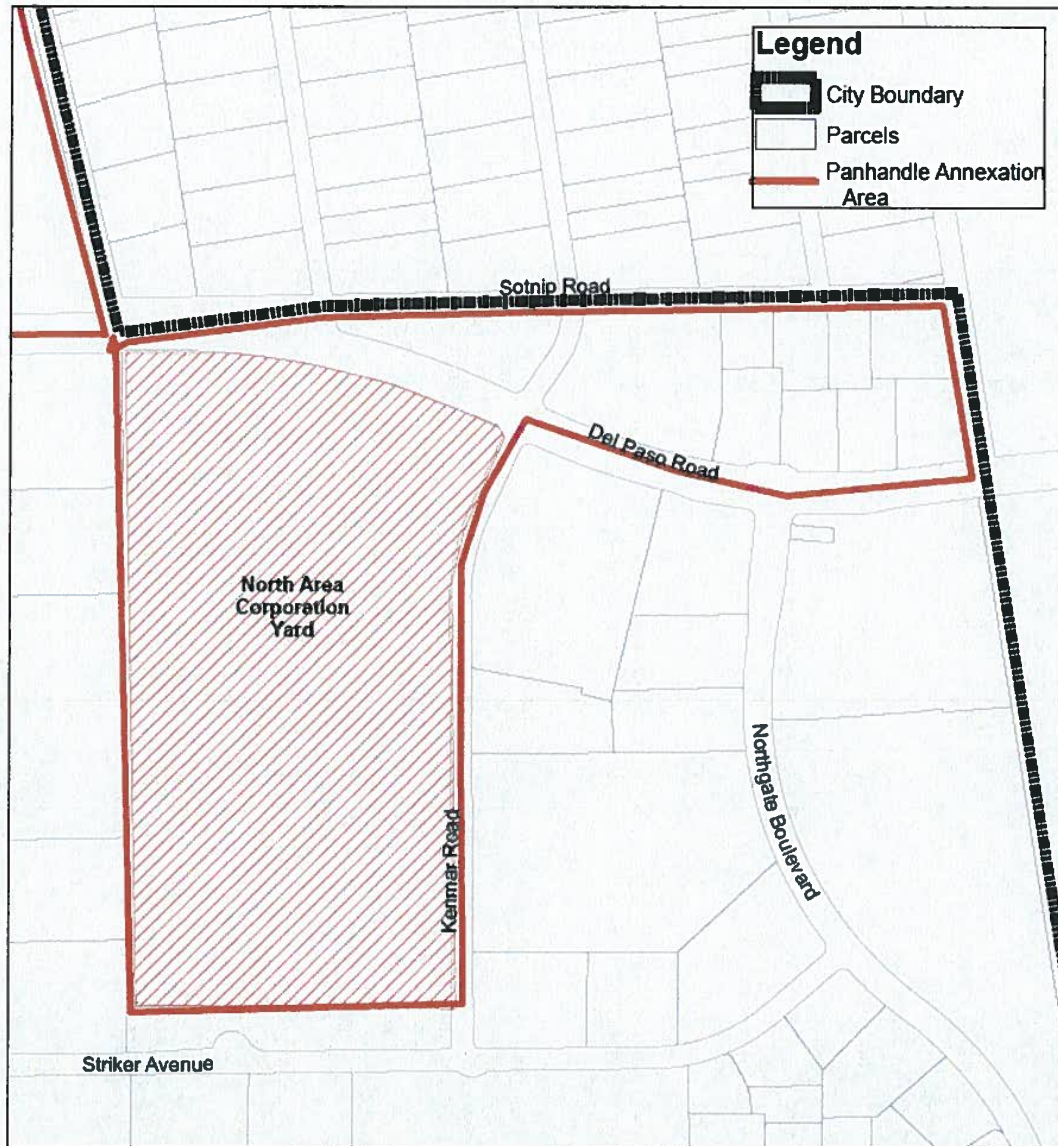 Legend
City Boundary
Parcels
Panhandle Annexation
Area
Sotnip Road
Del Paso Road
North Area
Corporation
Yard
Kenmar Road
Northgate Boulevard
Striker Avenue